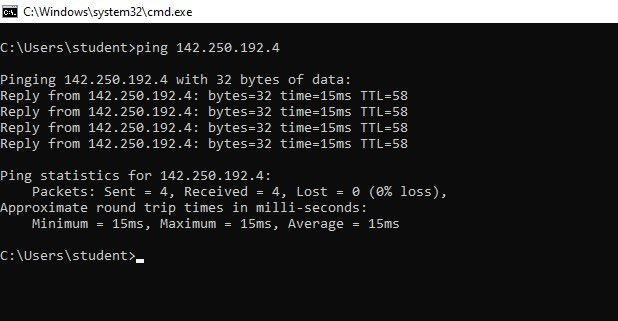 C:\Windows\system32\cmd.exe
C:\Users\student>ping 142.250.192.4
Pinging 142.250.192.4 with 32 bytes of data:
Reply from 142.250.192.4: bytes=32 time=15ms TTL=58
Reply from 142.250.192.4: bytes=32 time=15ms TTL=58
Reply from 142.250.192.4: bytes=32 time=15ms TTL=58
Reply from 142.250.192.4: bytes=32 time=15ms TTL=58
Ping statistics for 142.250.192.4:
    Packets: Sent = 4, Received = 4, Lost = 0 (0% loss),
Approximate round trip times in milli-seconds:
    Minimum = 15ms, Maximum = 15ms, Average = 15ms
C:\Users\student>